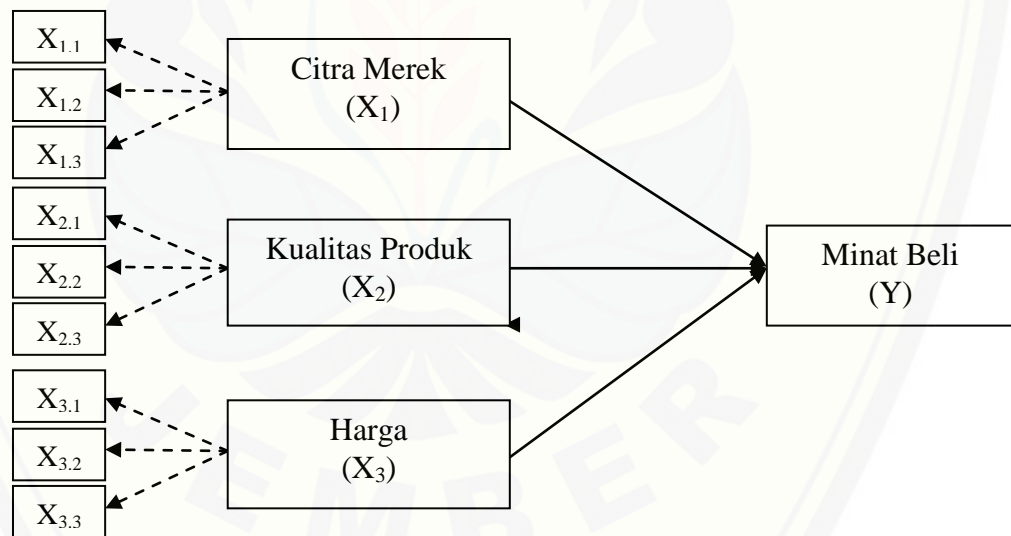 X₁.₁
X₁.₂
X₁.₃
Citra Merek
(X₁)
X₂.₁
X₂.₂
X₂.₃
Kualitas Produk
(X₂)
Minat Beli
(Y)
X₃.₁
X₃.₂
X₃.₃
Harga
(X₃)
EMBER